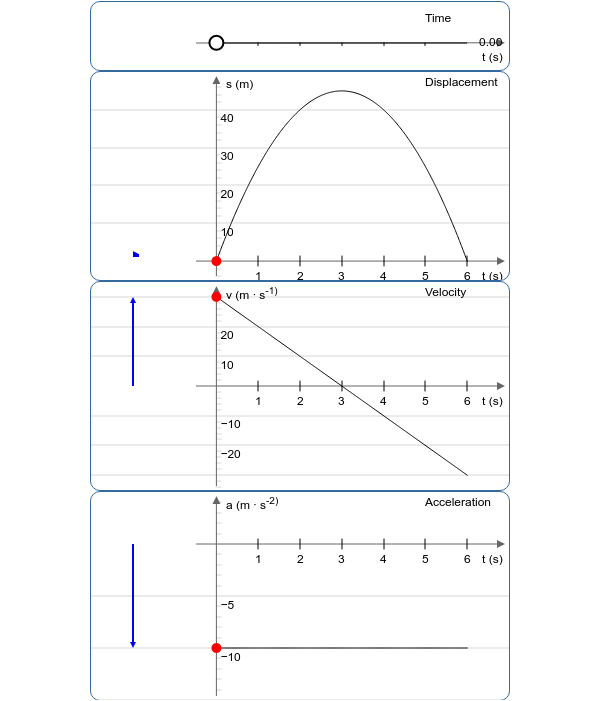 Time
0.00
t (s)
s (m)
Displacement
40
30
20
10
1 2 3 4 5 6 t (s)
v (m · s⁻¹)
Velocity
20
10
1 2 3 4 5 6 t (s)
−10
−20
a (m · s⁻²)
Acceleration
1 2 3 4 5 6 t (s)
−5
−10